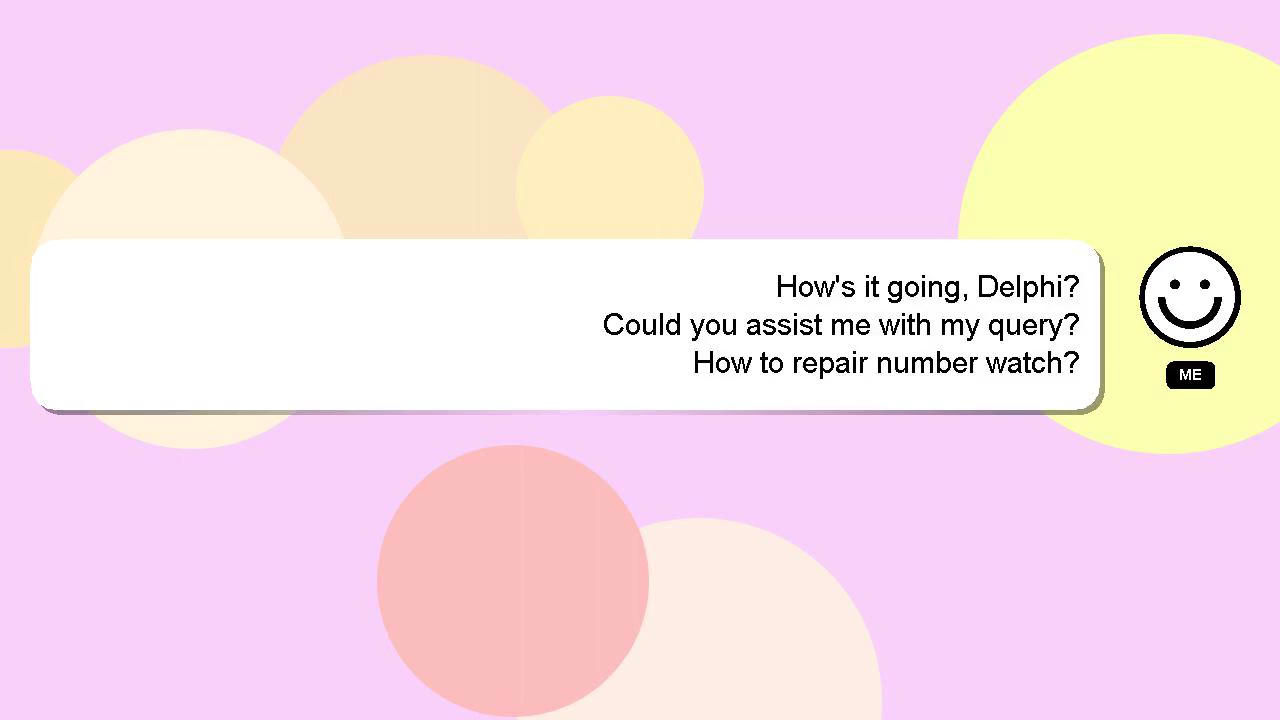 How's it going, Delphi?
Could you assist me with my query?
How to repair number watch?
ME